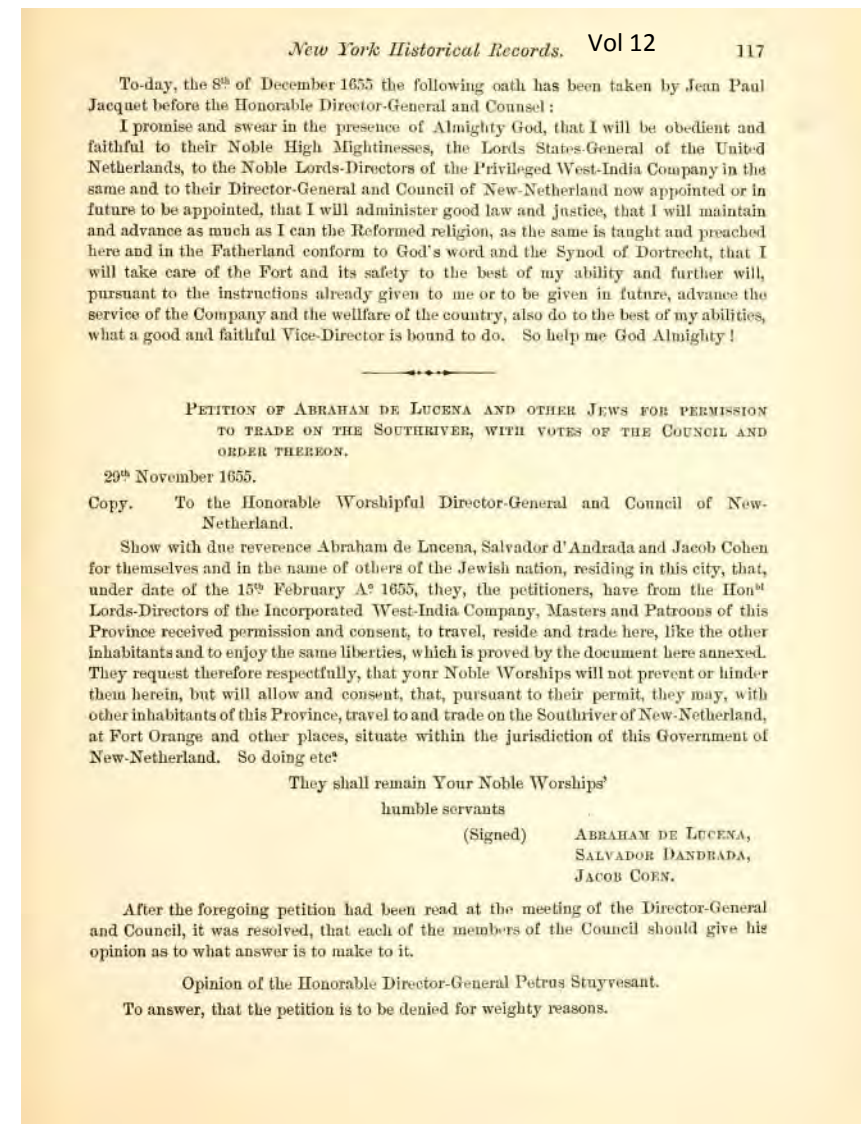 New York Historical Records. Vol 12 117
To-day, the 8th of December 1655 the following oath has been taken by Jean Paul
Jacquet before the Honorable Director-General and Counsel :
I promise and swear in the presence of Almighty God, that I will be obedient and
faithful to their Noble High Mightinesses, the Lords States-General of the United
Netherlands, to the Noble Lords-Directors of the Privileged West-India Company in the
same and to their Director-General and Council of New-Netherland now appointed or in
future to be appointed, that I will administer good law and justice, that I will maintain
and advance as much as I can the Reformed religion, as the same is taught and preached
here and in the Fatherland conform to God's word and the Synod of Dortrecht, that I
will take care of the Fort and its safety to the best of my ability and further will,
pursuant to the instructions already given to me or to be given in future, advance the
service of the Company and the wellfare of the country, also do to the best of my abilities,
what a good and faithful Vice-Director is bound to do. So help me God Almighty !
PETITION OF ABRAHAM DE LUCENA AND OTHER JEWS FOR PERMISSION
TO TRADE ON THE SOUTHRIVER, WITH VOTES OF THE COUNCIL AND
ORDER THEREON.
29th November 1655.
Copy. To the Honorable Worshipful Director-General and Council of New-
Netherland.
Show with due reverence Abraham de Lucena, Salvador d'Andrada and Jacob Cohen
for themselves and in the name of others of the Jewish nation, residing in this city, that,
under date of the 15th February Ao 1655, they, the petitioners, have from the Honbl
Lords-Directors of the Incorporated West-India Company, Masters and Patroons of this
Province received permission and consent, to travel, reside and trade here, like the other
inhabitants and to enjoy the same liberties, which is proved by the document here annexed.
They request therefore respectfully, that your Noble Worships will not prevent or hinder
them herein, but will allow and consent, that, pursuant to their permit, they may, with
other inhabitants of this Province, travel to and trade on the Southriver of New-Netherland,
at Fort Orange and other places, situate within the jurisdiction of this Government of
New-Netherland. So doing etc?
They shall remain Your Noble Worships'
humble servants
(Signed) ABRAHAM DE LUCENA,
SALVADOR DANDRADA,
JACOB COEN.
After the foregoing petition had been read at the meeting of the Director-General
and Council, it was resolved, that each of the members of the Council should give his
opinion as to what answer is to make to it.
Opinion of the Honorable Director-General Petrus Stuyvesant.
To answer, that the petition is to be denied for weighty reasons.